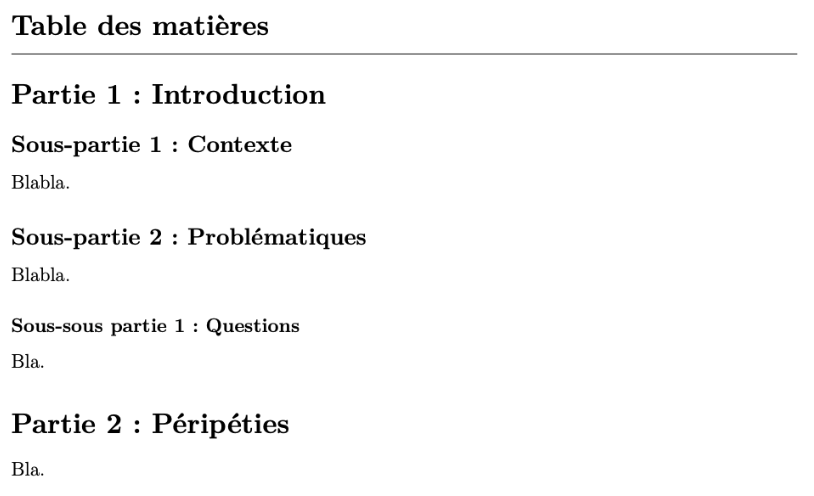 Table des matières
Partie 1 : Introduction
Sous-partie 1 : Contexte
Blabla.
Sous-partie 2 : Problématiques
Blabla.
Sous-sous partie 1 : Questions
Bla.
Partie 2 : Péripéties
Bla.